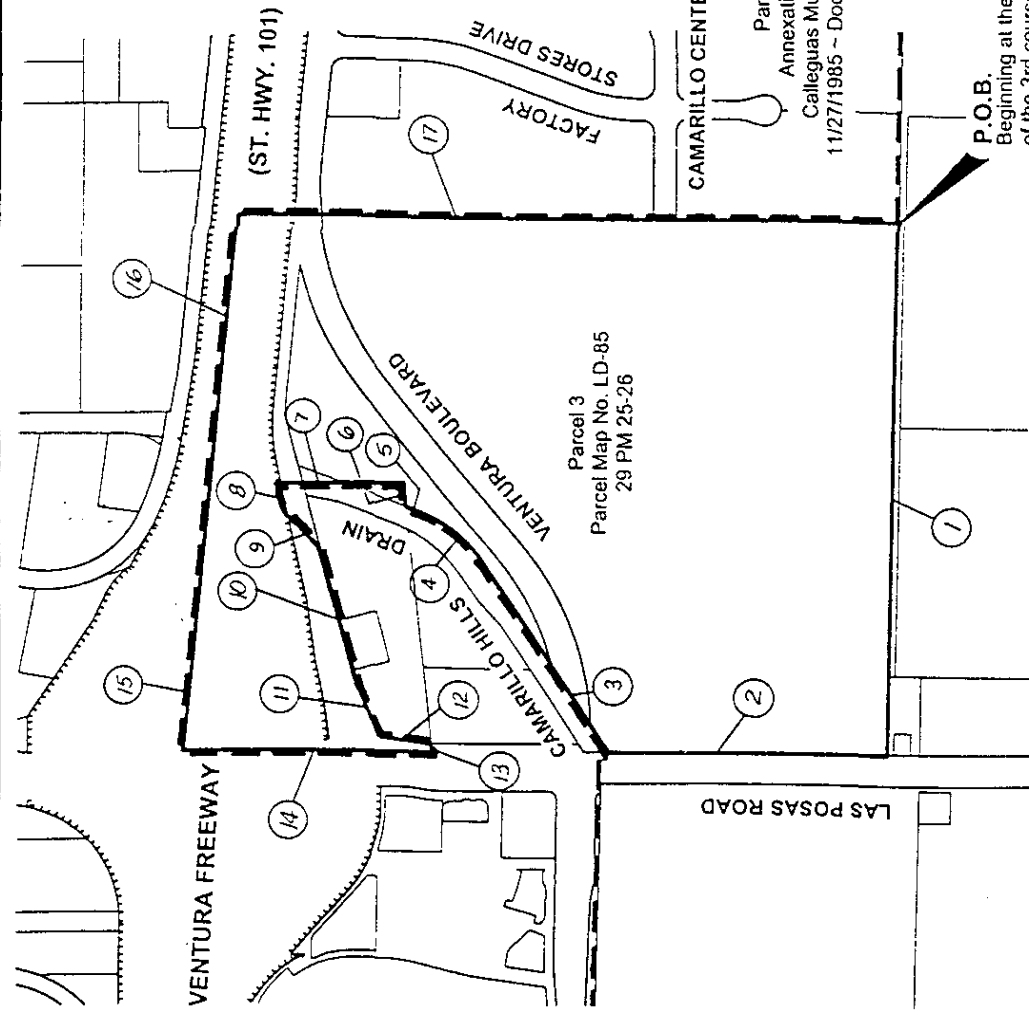 (ST. HWY. 101)
STORES DRIVE
FACTORY
CAMARILLO CENTE
Par
Annexati
Calleguas Mu
11/27/1985 ~ Doc
P.O.B.
Beginning at the
of the 3rd course
17
16
15
VENTURA BOULEVARD
Parcel 3
Parcel Map No. LD-85
29 PM 25-26
7
6
5
8
9
DRAIN
4
10
CAMARILLO HILLS
11
12
3
13
2
1
14
VENTURA FREEWAY
LAS POSAS ROAD